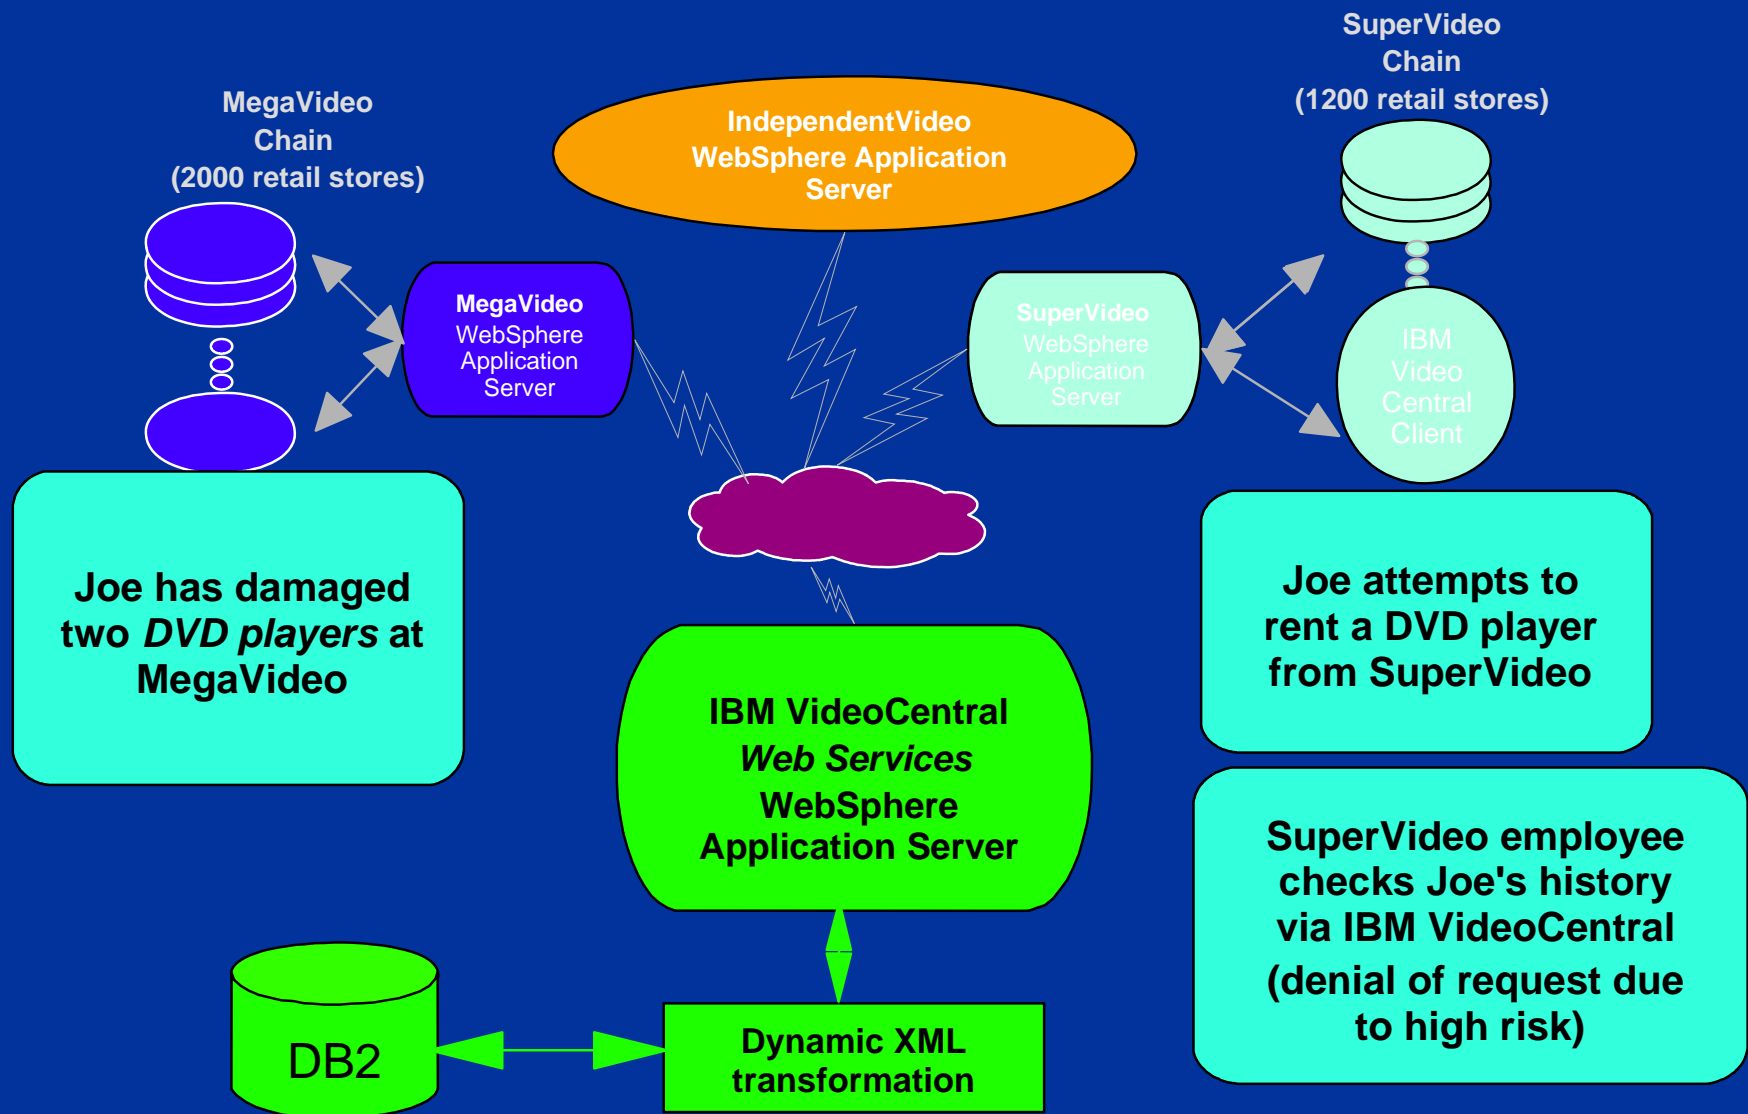 MegaVideo
Chain
(2000 retail stores)
IndependentVideo
WebSphere Application
Server
SuperVideo
Chain
(1200 retail stores)
MegaVideo
WebSphere
Application
Server
SuperVideo
WebSphere
Application
Server
IBM
Video
Central
Client
Joe has damaged
two DVD players at
MegaVideo
Joe attempts to
rent a DVD player
from SuperVideo
IBM VideoCentral
Web Services
WebSphere
Application Server
SuperVideo employee
checks Joe's history
via IBM VideoCentral
(denial of request due
to high risk)
DB2
Dynamic XML
transformation